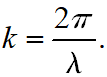 k = 2π/λ.